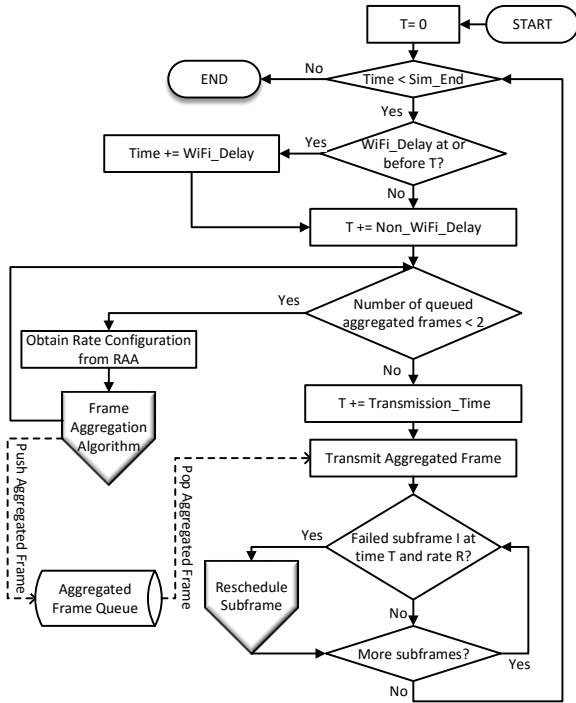 T= 0
START
Time < Sim_End
No
END
Yes
WiFi_Delay at or
before T?
Yes
Time += WiFi_Delay
No
T += Non_WiFi_Delay
Number of queued
aggregated frames < 2
Yes
Obtain Rate Configuration
from RAA
Frame
Aggregation
Algorithm
No
T += Transmission_Time
Transmit Aggregated Frame
Push Aggregated Frame
Pop Aggregated Frame
Aggregated
Frame Queue
Failed subframe I at
time T and rate R?
Yes
Reschedule
Subframe
No
More subframes?
Yes
No